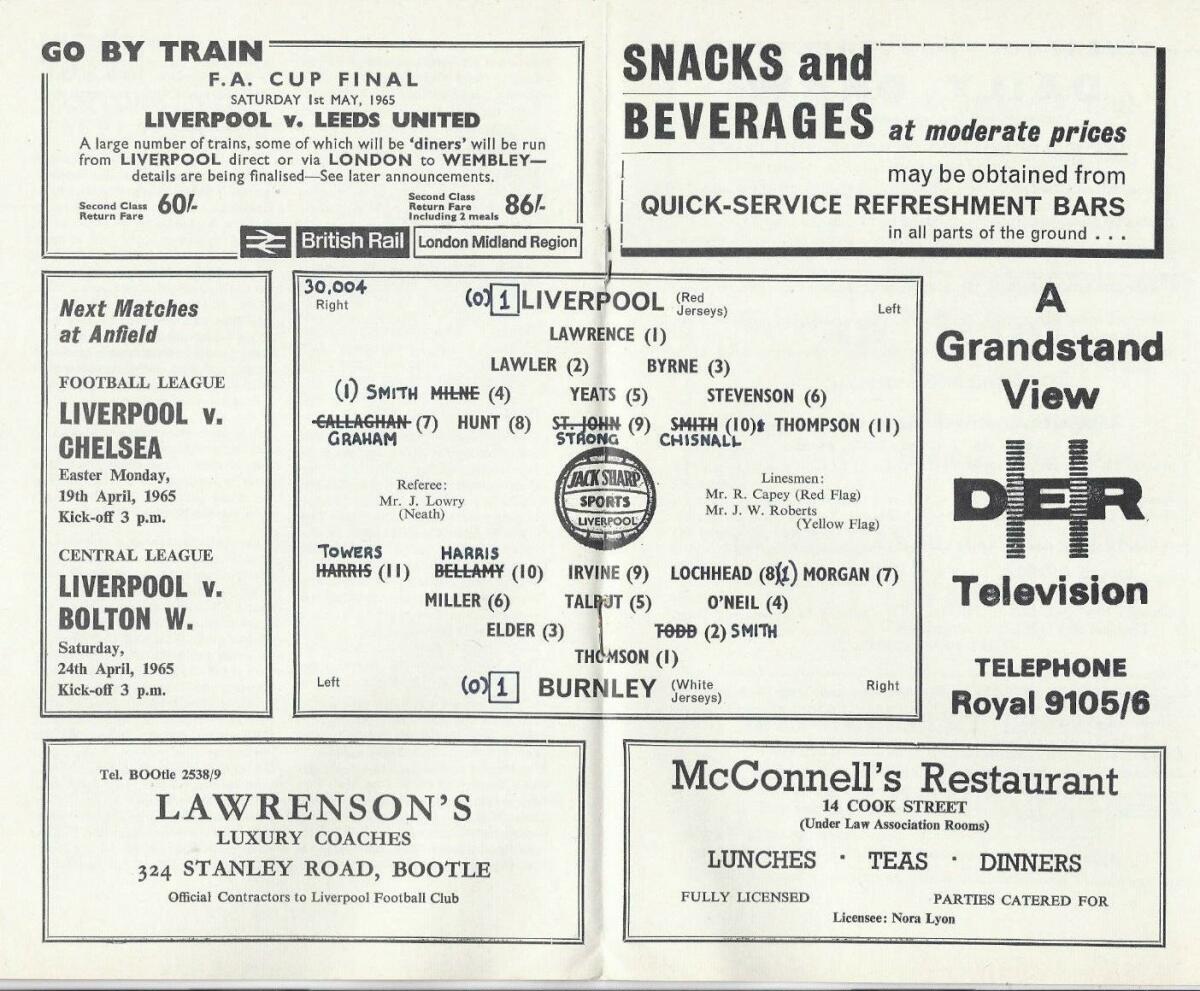 GO BY TRAIN
F.A. CUP FINAL
SATURDAY 1st MAY, 1965
LIVERPOOL v. LEEDS UNITED
A large number of trains, some of which will be 'diners' will be run
from LIVERPOOL direct or via LONDON to WEMBLEY—
details are being finalised—See later announcements.
Second Class
Return Fare 60/-
Second Class
Return Fare
Including 2 meals 86/-
British Rail London Midland Region
SNACKS and
BEVERAGES at moderate prices
may be obtained from
QUICK-SERVICE REFRESHMENT BARS
in all parts of the ground . . .
Next Matches
at Anfield
FOOTBALL LEAGUE
LIVERPOOL v.
CHELSEA
Easter Monday,
19th April, 1965
Kick-off 3 p.m.
CENTRAL LEAGUE
LIVERPOOL v.
BOLTON W.
Saturday,
24th April, 1965
Kick-off 3 p.m.
30,004
Right
(0) 1 LIVERPOOL (Red
Jerseys)
Left
LAWRENCE (1)
LAWLER (2) BYRNE (3)
(1) SMITH MILNE (4) YEATS (5) STEVENSON (6)
CALLAGHAN (7) HUNT (8) ST. JOHN (9) SMITH (10) THOMPSON (11)
GRAHAM STRONG CHISNALL
Referee:
Mr. J. Lowry
(Neath)
JACK SHARP
SPORTS
LIVERPOOL
Linesmen:
Mr. R. Capey (Red Flag)
Mr. J. W. Roberts
(Yellow Flag)
TOWERS HARRIS
HARRIS (11) BELLAMY (10) IRVINE (9) LOCHHEAD (8) (1) MORGAN (7)
MILLER (6) TALBUT (5) O'NEIL (4)
ELDER (3) TODD (2) SMITH
THOMSON (1)
Left
(0) 1 BURNLEY (White
Jerseys)
Right
A
Grandstand
View
DER
Television
TELEPHONE
Royal 9105/6
Tel. BOOtle 2538/9
LAWRENSON'S
LUXURY COACHES
324 STANLEY ROAD, BOOTLE
Official Contractors to Liverpool Football Club
McConnell's Restaurant
14 COOK STREET
(Under Law Association Rooms)
LUNCHES · TEAS · DINNERS
FULLY LICENSED PARTIES CATERED FOR
Licensee: Nora Lyon